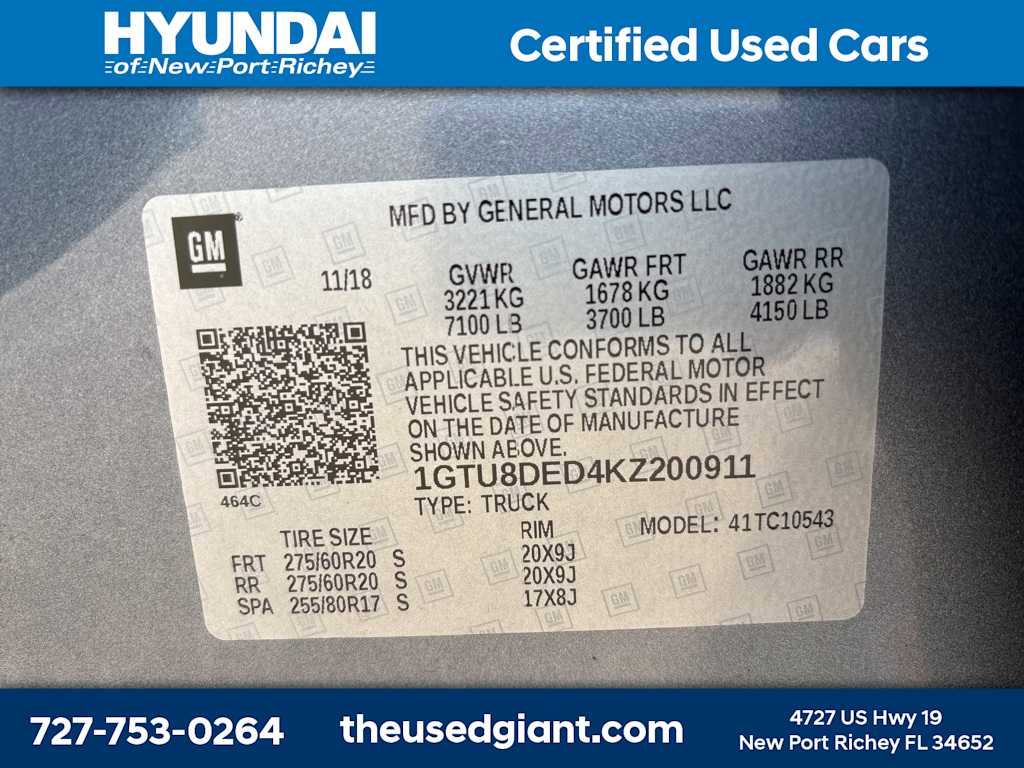 HYUNDAI
of New Port Richey
Certified Used Cars
GM®
MFD BY GENERAL MOTORS LLC
11/18
GVWR GAWR FRT GAWR RR
3221 KG 1678 KG 1882 KG
7100 LB 3700 LB 4150 LB
THIS VEHICLE CONFORMS TO ALL
APPLICABLE U.S. FEDERAL MOTOR
VEHICLE SAFETY STANDARDS IN EFFECT
ON THE DATE OF MANUFACTURE
SHOWN ABOVE.
464C
1GTU8DED4KZ200911
TYPE: TRUCK
MODEL: 41TC10543
TIRE SIZE RIM
FRT 275/60R20 S 20X9J
RR 275/60R20 S 20X9J
SPA 255/80R17 S 17X8J
727-753-0264
theusedgiant.com
4727 US Hwy 19
New Port Richey FL 34652